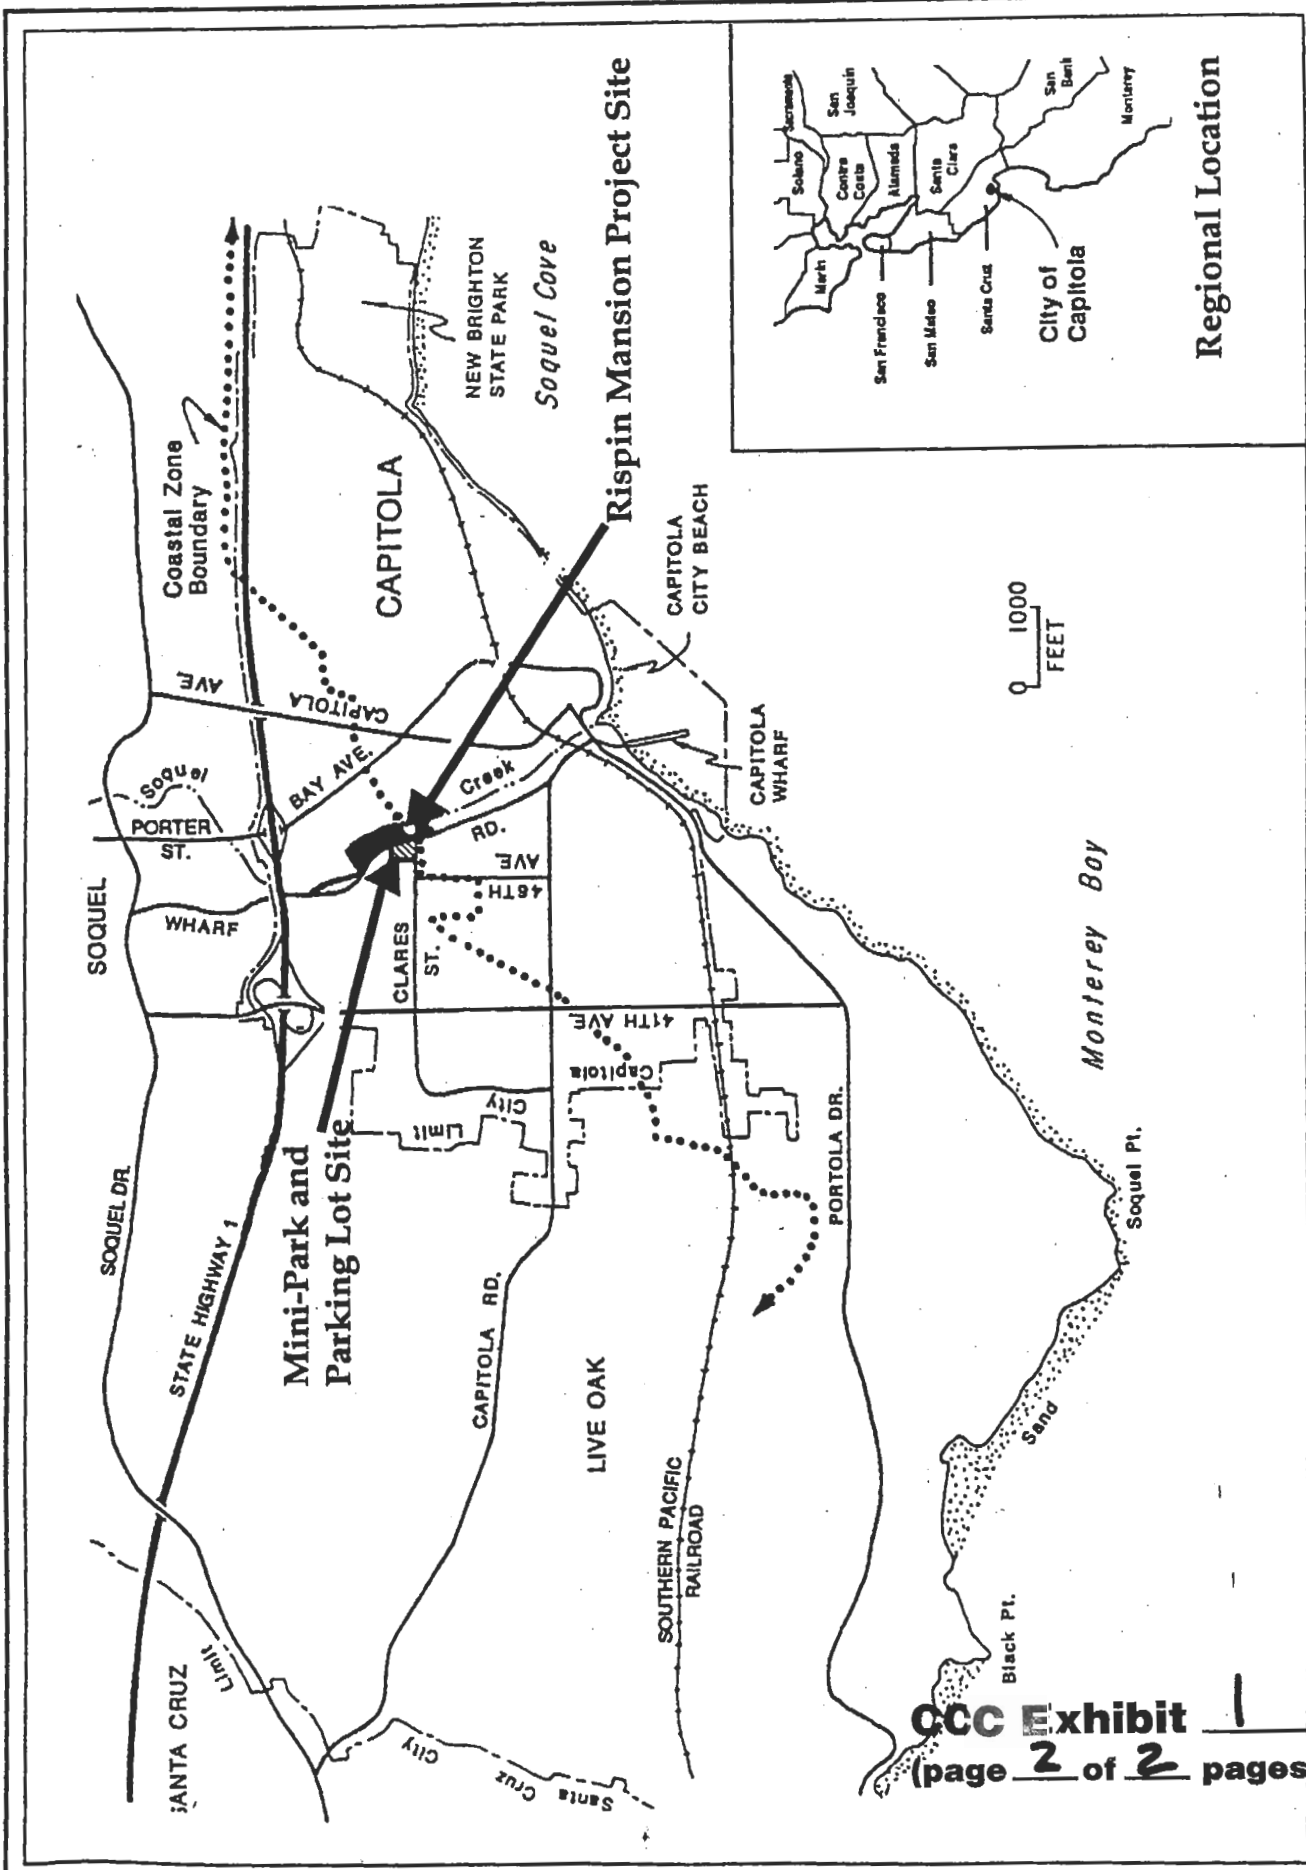 SOQUEL
SOQUEL DR.
STATE HIGHWAY 1
SANTA CRUZ
Limit
City
Santa
Cruz
WHARF
RD.
PORTER
ST.
Soquel
Creek
BAY AVE.
CAPITOLA
AVE.
Coastal Zone
Boundary
CAPITOLA
NEW BRIGHTON
STATE PARK
Soquel Cove
Rispin Mansion Project Site
Mini-Park and
Parking Lot Site
CLARES
ST.
48TH
AVE
41TH AVE.
Capitola
City
Limit
CAPITOLA RD.
LIVE OAK
SOUTHERN PACIFIC
RAILROAD
PORTOLA DR.
CAPITOLA
CITY BEACH
CAPITOLA
WHARF
Monterey Bay
Soquel Pt.
Sand
Black Pt.
0 1000
FEET
Sacramento
Solano
San
Joaquin
Contra
Costa
Marin
Alameda
San Francisco
San Mateo
Santa
Clara
Santa Cruz
San
Benit
Monterey
City of
Capitola
Regional Location
CCC Exhibit 1
(page 2 of 2 pages